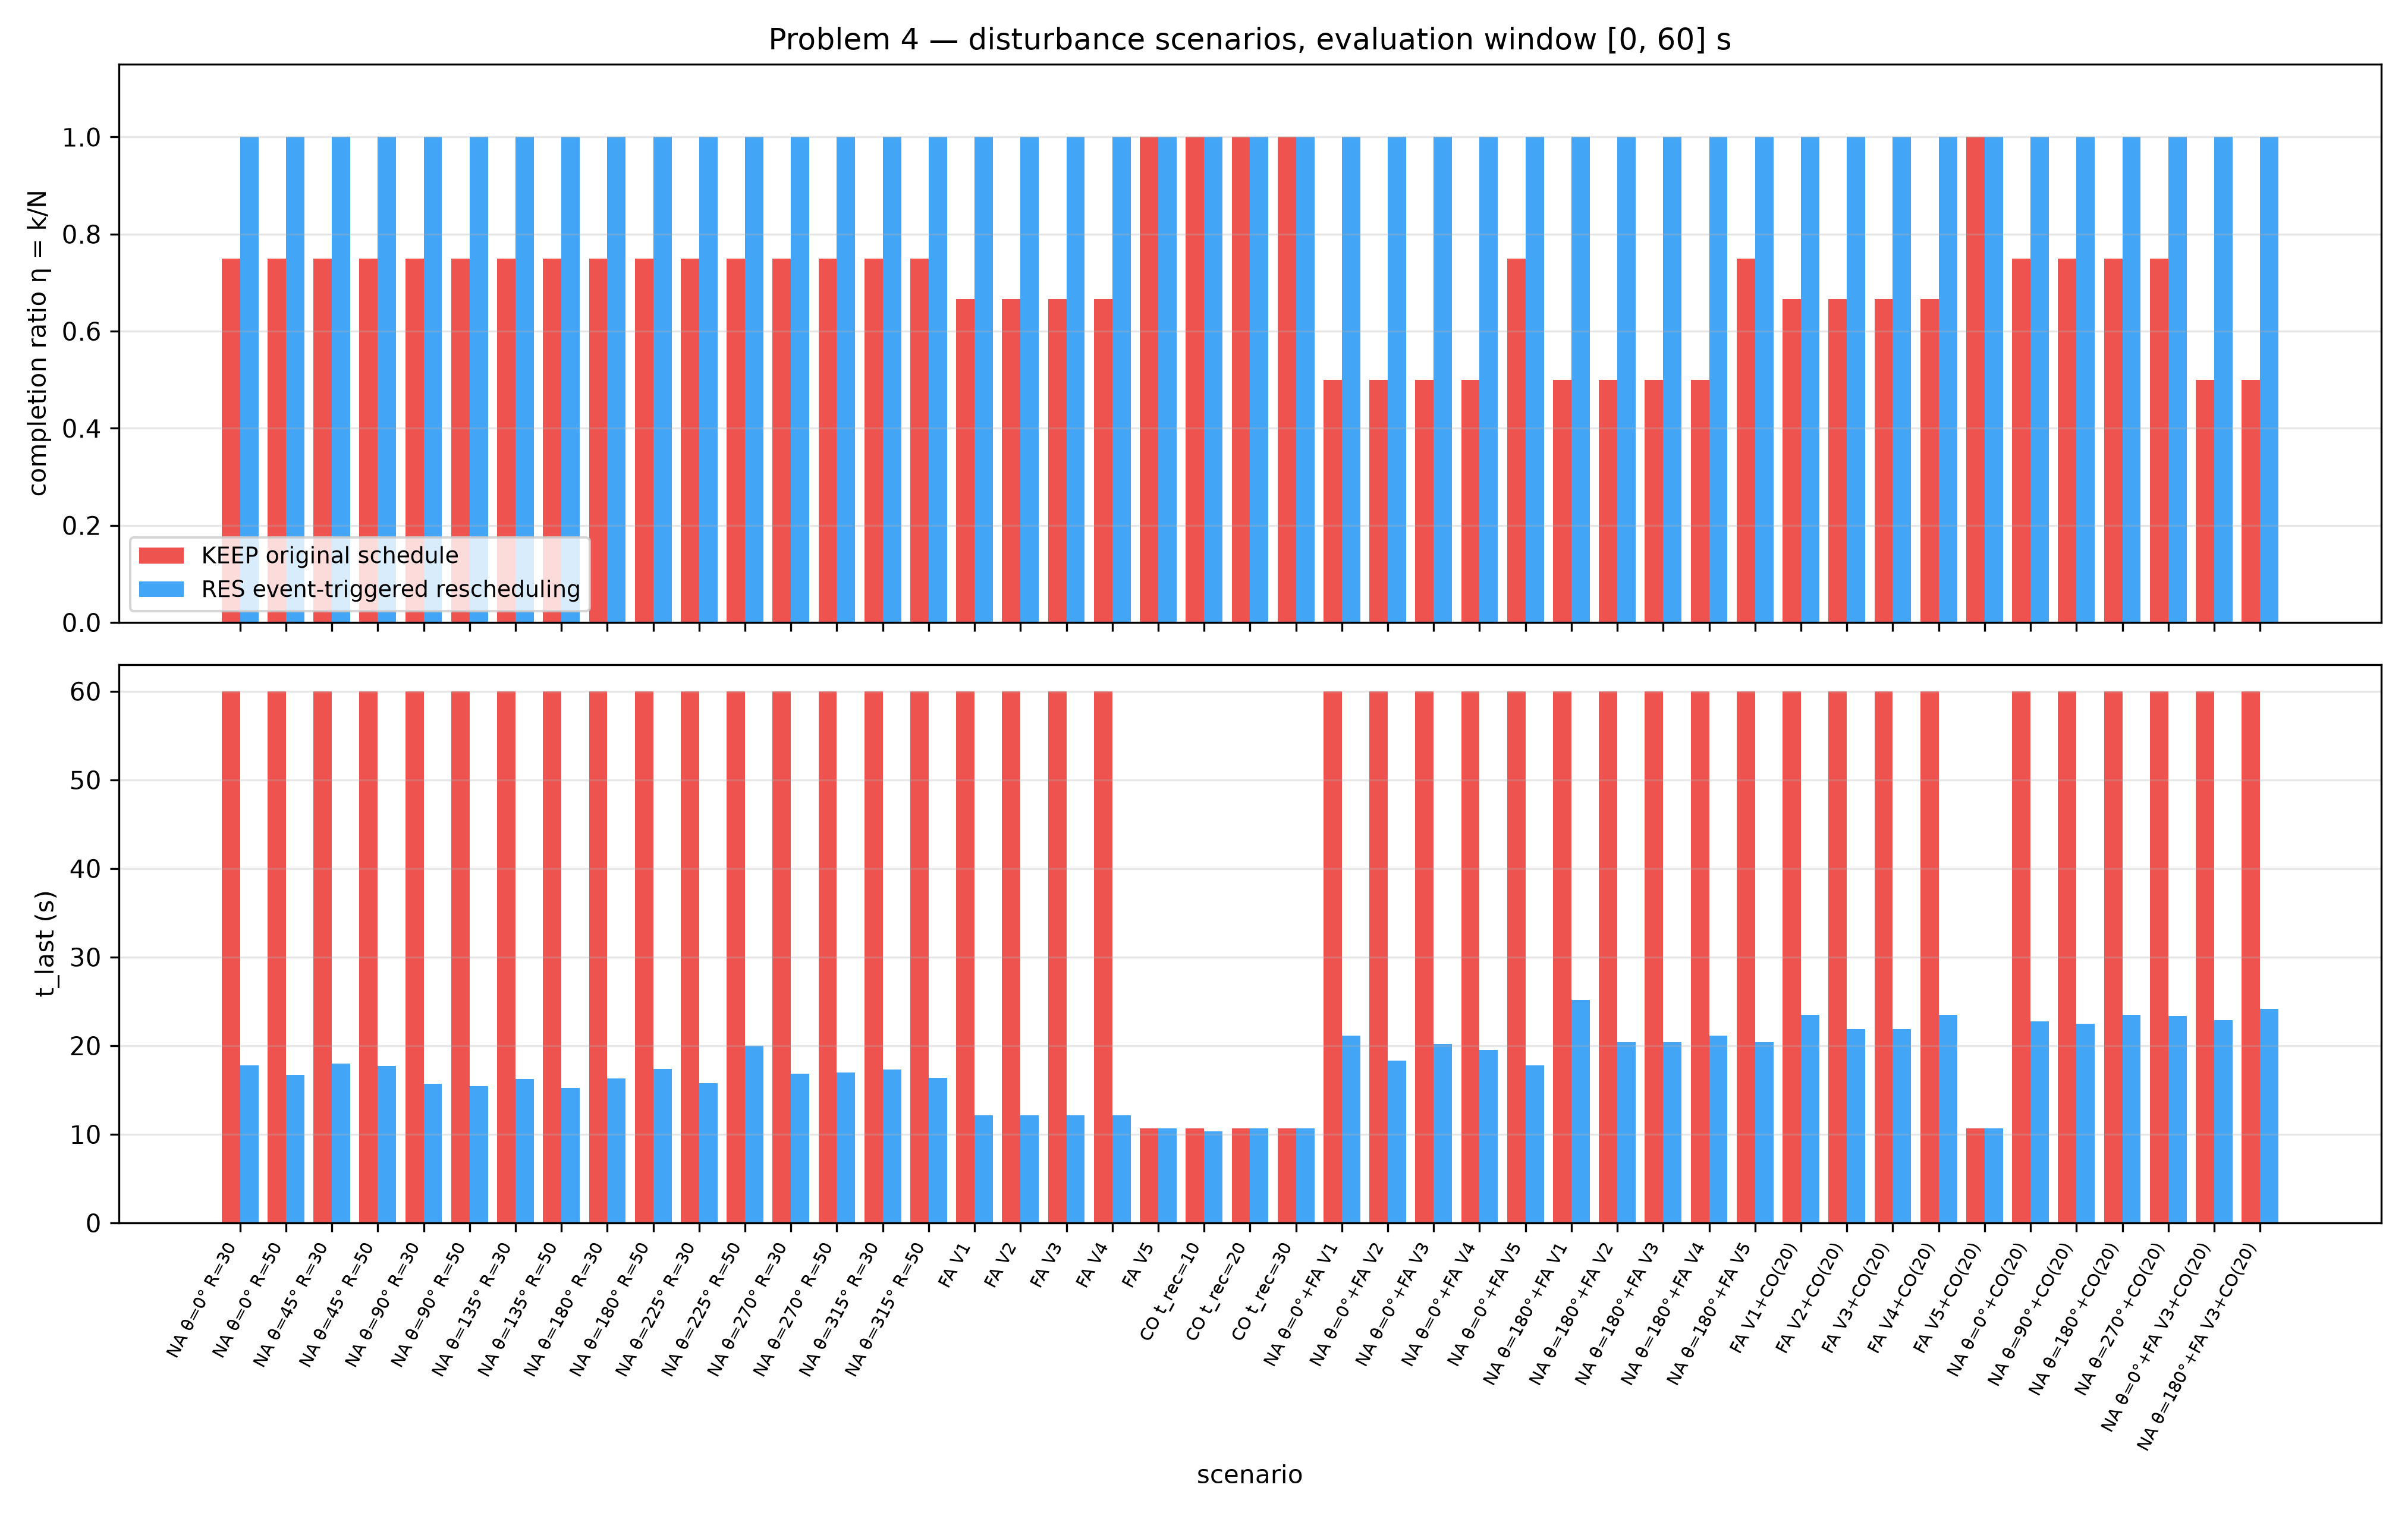 Problem 4 — disturbance scenarios, evaluation window [0, 60] s
completion ratio η = k/N
1.0
0.8
0.6
0.4
0.2
0.0
KEEP original schedule
RES event-triggered rescheduling
t_last (s)
60
50
40
30
20
10
0
NA θ=0° R=30
NA θ=0° R=50
NA θ=45° R=30
NA θ=45° R=50
NA θ=90° R=30
NA θ=90° R=50
NA θ=135° R=30
NA θ=135° R=50
NA θ=180° R=30
NA θ=180° R=50
NA θ=225° R=30
NA θ=225° R=50
NA θ=270° R=30
NA θ=270° R=50
NA θ=315° R=30
NA θ=315° R=50
FA V1
FA V2
FA V3
FA V4
FA V5
CO t_rec=10
CO t_rec=20
CO t_rec=30
NA θ=0°+FA V1
NA θ=0°+FA V2
NA θ=0°+FA V3
NA θ=0°+FA V4
NA θ=0°+FA V5
NA θ=180°+FA V1
NA θ=180°+FA V2
NA θ=180°+FA V3
NA θ=180°+FA V4
NA θ=180°+FA V5
FA V1+CO(20)
FA V2+CO(20)
FA V3+CO(20)
FA V4+CO(20)
FA V5+CO(20)
NA θ=0°+CO(20)
NA θ=90°+CO(20)
NA θ=180°+CO(20)
NA θ=270°+CO(20)
NA θ=0°+FA V3+CO(20)
NA θ=180°+FA V3+CO(20)
scenario